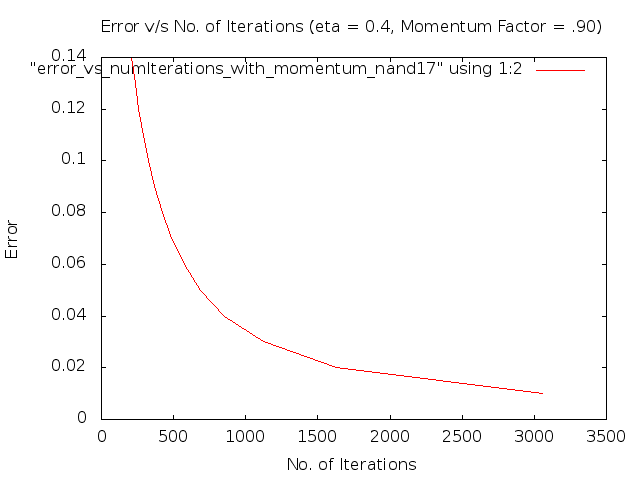 Error v/s No. of Iterations (eta = 0.4, Momentum Factor = .90)
"error_vs_numIterations_with_momentum_nand17" using 1:2
0.14
0.12
0.1
0.08
0.06
0.04
0.02
0
Error
0 500 1000 1500 2000 2500 3000 3500
No. of Iterations